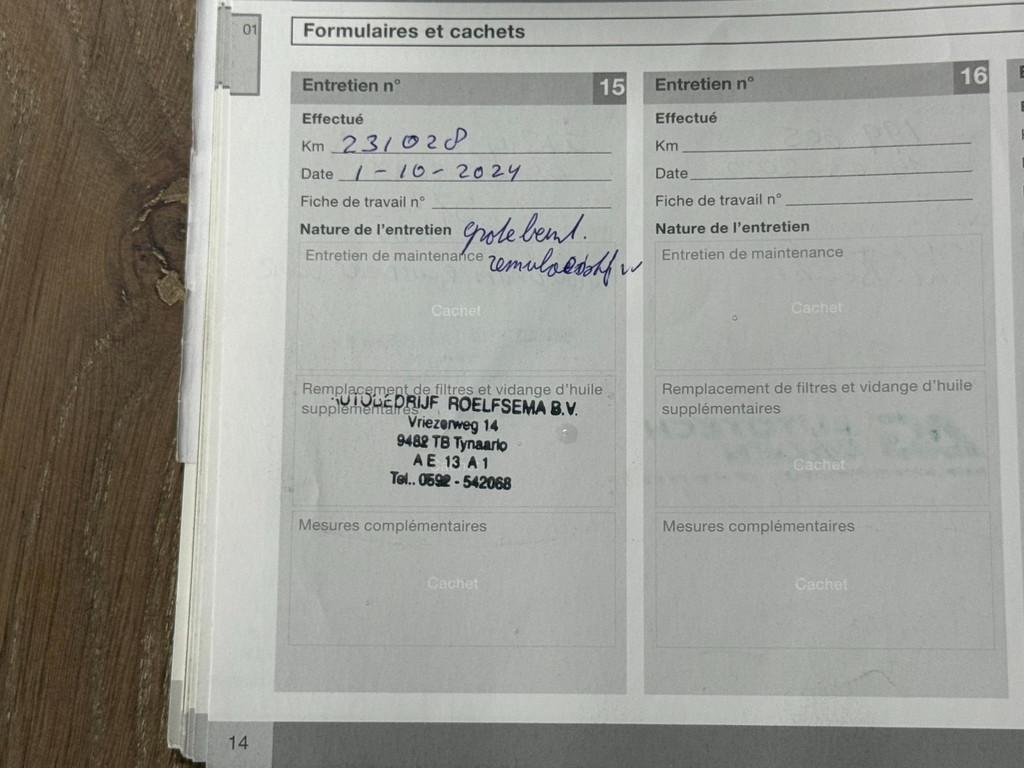 01
Formulaires et cachets
Entretien n° 15
Effectué
Km 231028
Date 1-10-2024
Fiche de travail n°
Nature de l'entretien grote
Entretien de maintenance
Cachet
Remplacement de filtres et vidange d'huile
supplémentaires
AUTOBEDRIJF ROELFSEMA B.V.
Vriezerweg 14
9482 TB Tynaarlo
A E 13 A 1
Tel.. 0592 - 542068
Mesures complémentaires
Cachet
Entretien n° 16
Effectué
Km
Date
Fiche de travail n°
Nature de l'entretien
Entretien de maintenance
Cachet
Remplacement de filtres et vidange d'huile
supplémentaires
Cachet
Mesures complémentaires
Cachet
14